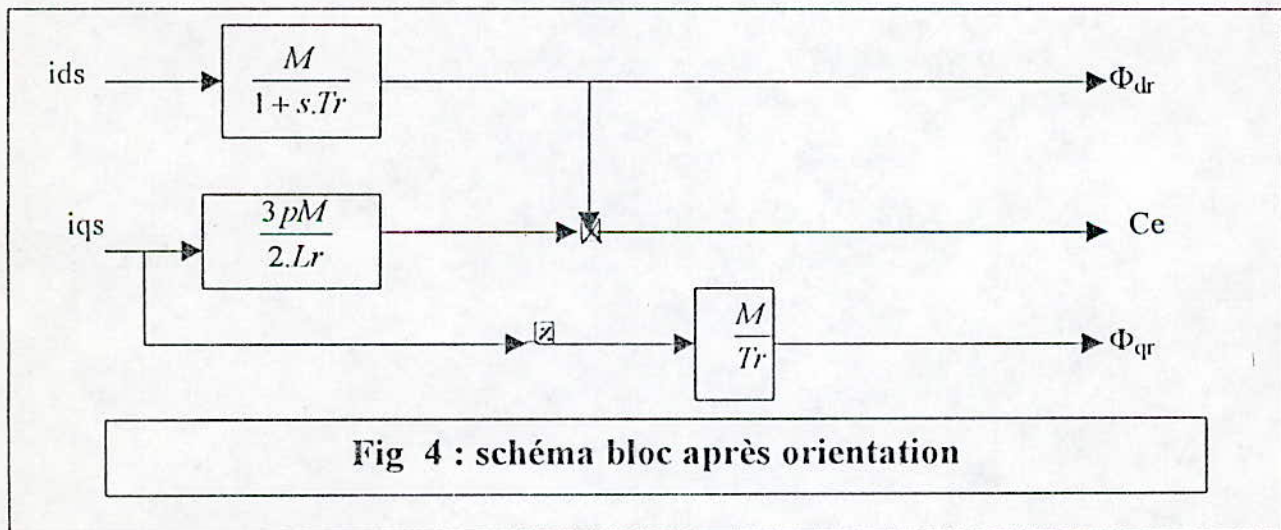 ids
M
1 + s.Tr
Φdr
iqs
3pM
2.Lr
Ce
M
Tr
Φqr
Fig 4 : schéma bloc après orientation